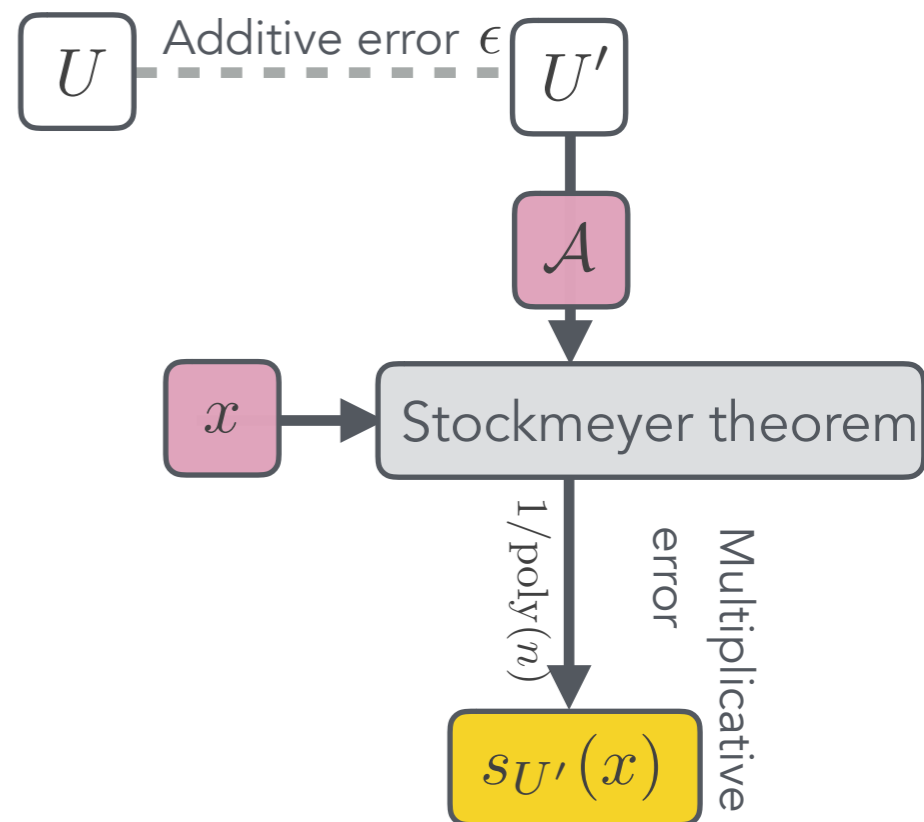 Additive error ϵ
U
U′
𝒜
x
Stockmeyer theorem
1/poly(n)
Multiplicative
error
s_{U′}(x)